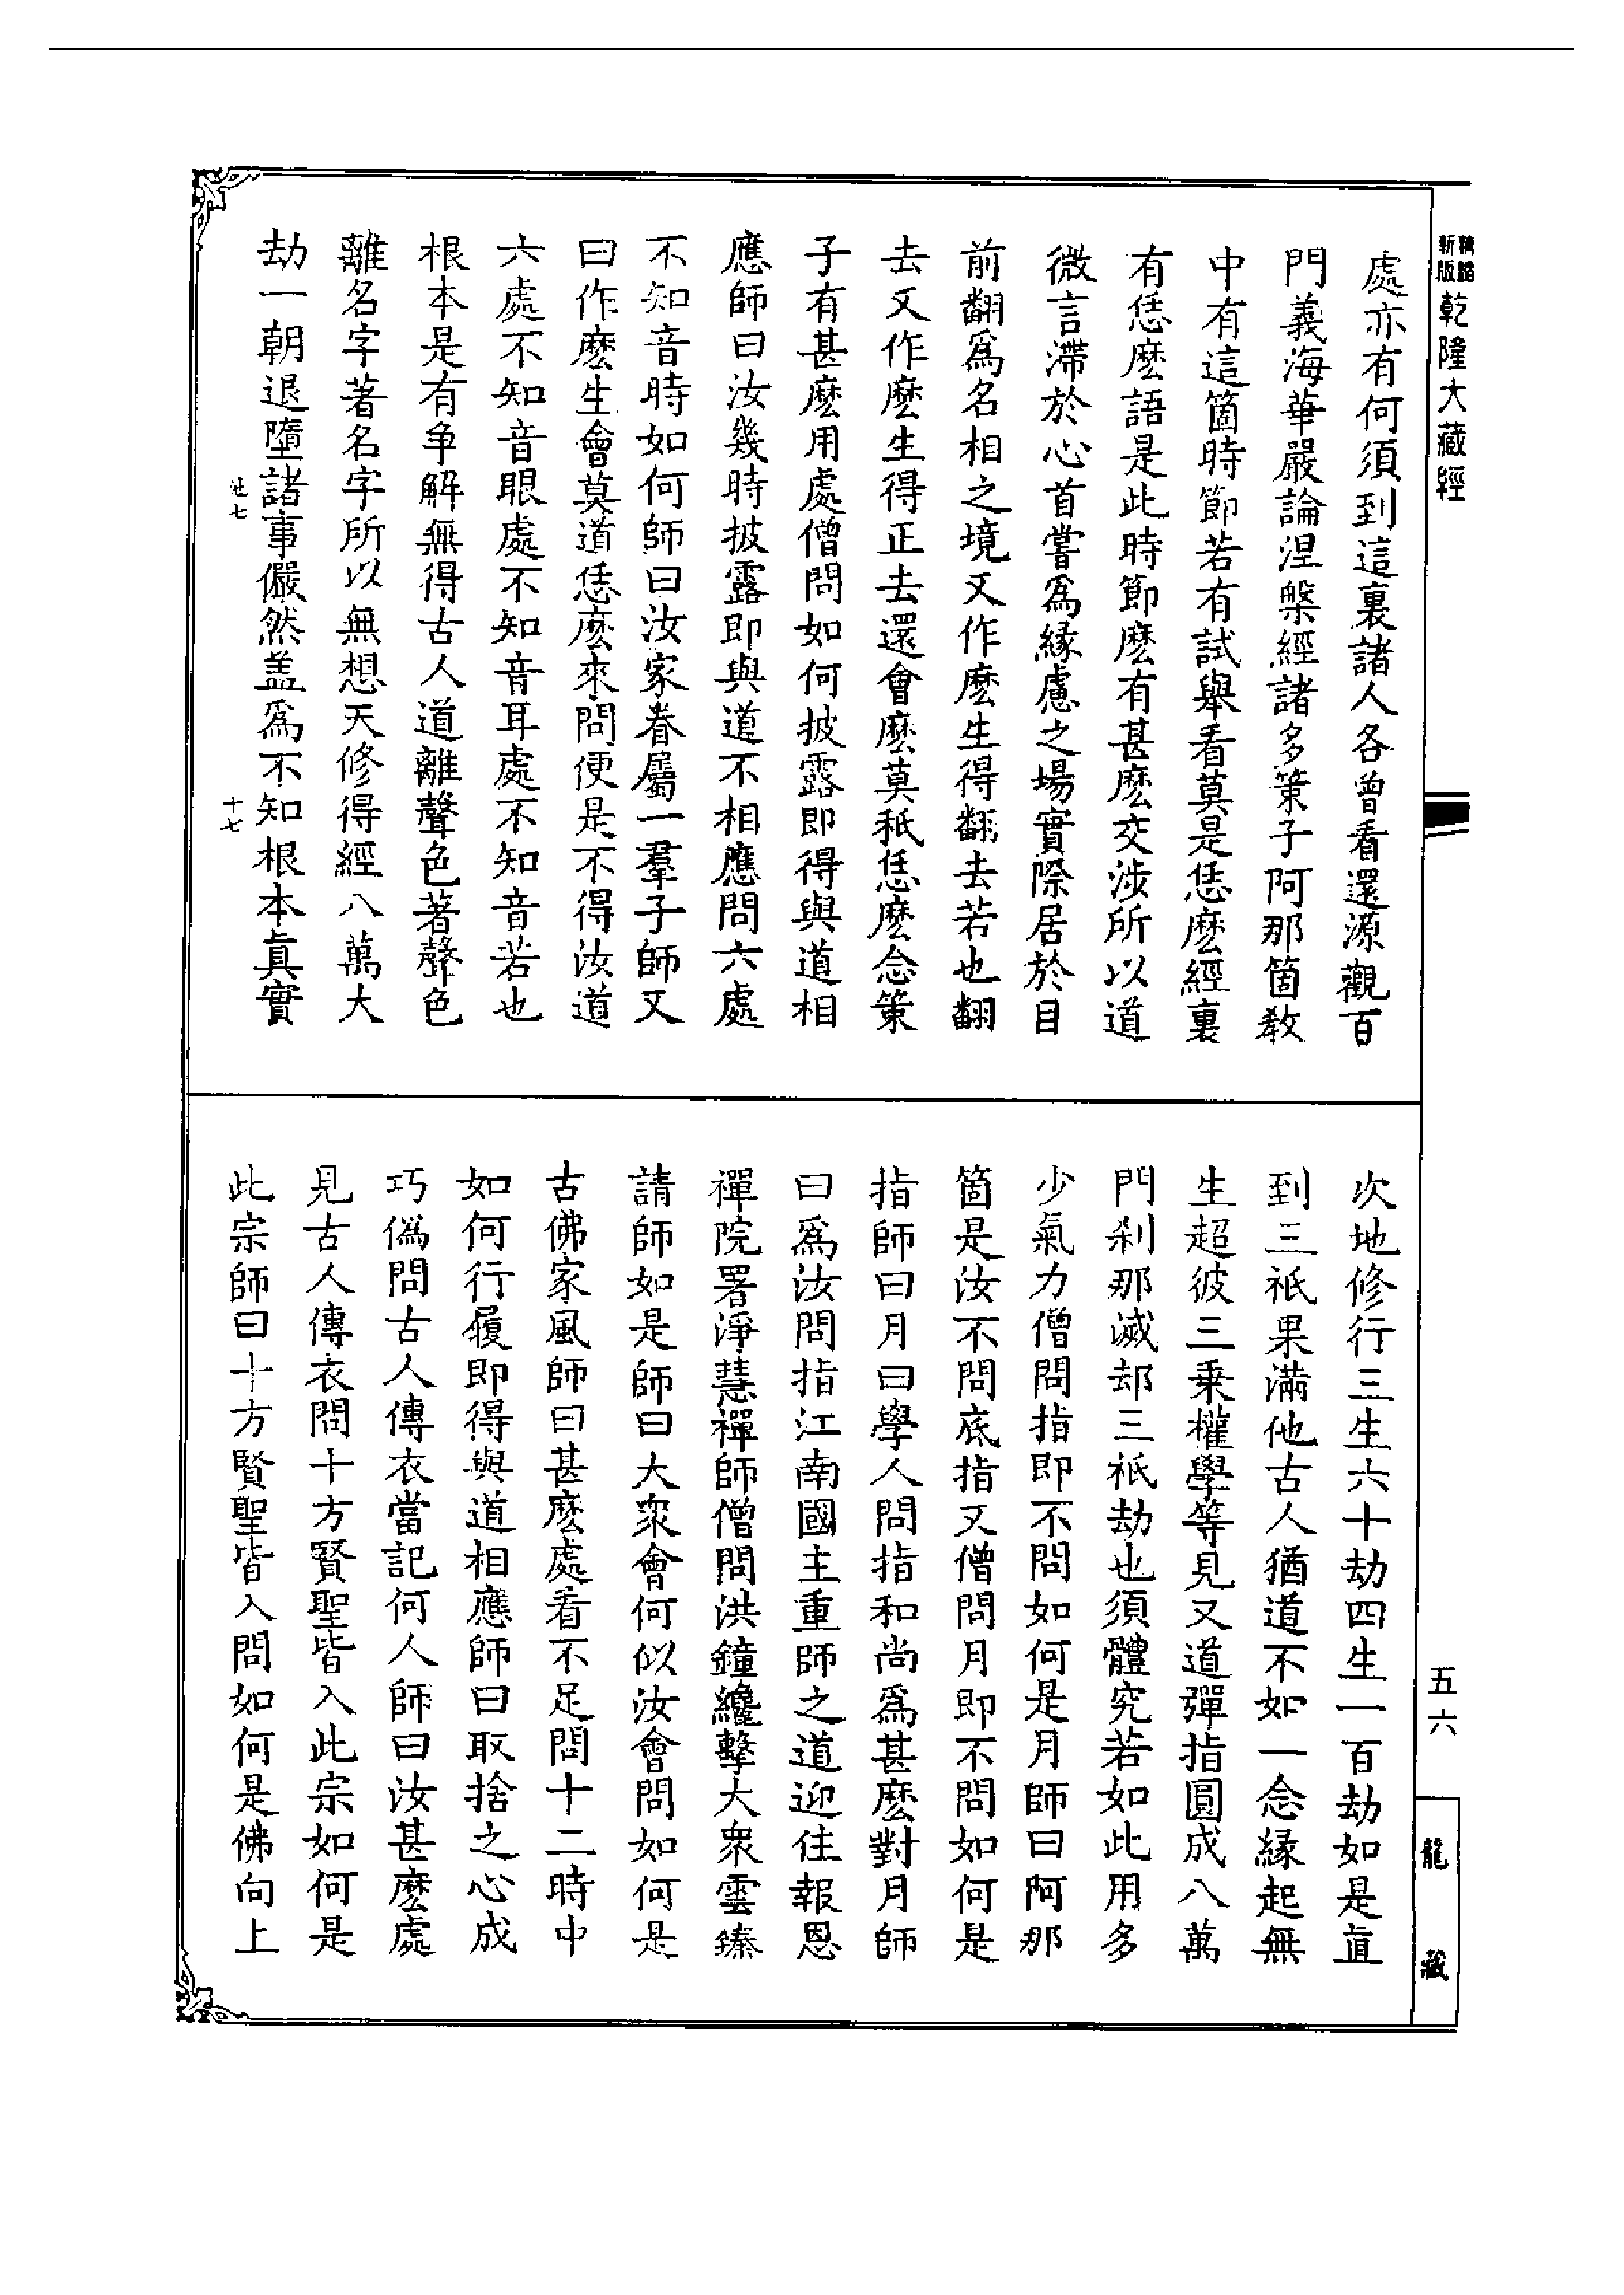 新版
乾隆大藏經
處亦有何須到這裏諸人各曾看還源觀百
門義海華嚴論涅槃經諸多策子阿那箇教
中有這箇時節若有試舉看莫是恁麽經裏
有恁麽語是此時節麽有甚麽交涉所以道
微言滯於心首嘗爲緣慮之場實際居於目
前翻爲名相之境又作麽生得翻去若也翻
去又作麽生得正去還會麽莫秪恁麽念策
子有甚麽用處僧問如何披露即得與道相
應師曰汝幾時披露即與道不相應問六處
不知音時如何師曰汝家眷屬一羣子師又
曰作麽生會莫道恁麽來問便是不得汝道
六處不知音眼處不知音耳處不知音若也
根本是有争解無得古人道離聲色著聲色
離名字著名字所以無想天修得經八萬大
劫一朝退墮諸事儼然盖爲不知根本真實
十七
次地修行三生六十劫四生一百劫如是直
到三祇果滿他古人猶道不如一念緣起無
生超彼三乗權學等見又道彈指圓成八萬
門刹那滅却三祇劫也須體究若如此用多
少氣力僧問指即不問如何是月師曰阿那
箇是汝不問底指又僧問月即不問如何是
指師曰月曰學人問指和尚爲甚麽對月師
曰爲汝問指江南國主重師之道迎住報恩
禪院署淨慧禪師僧問洪鐘纔擊大衆雲臻
請師如是師曰大衆會何似汝會問如何是
古佛家風師曰甚麽處看不足問十二時中
如何行履即得與道相應師曰取捨之心成
巧僞問古人傳衣當記何人師曰汝甚麽處
見古人傳衣問十方賢聖皆入此宗如何是
此宗師曰十方賢聖皆入問如何是佛向上
五六
龍藏